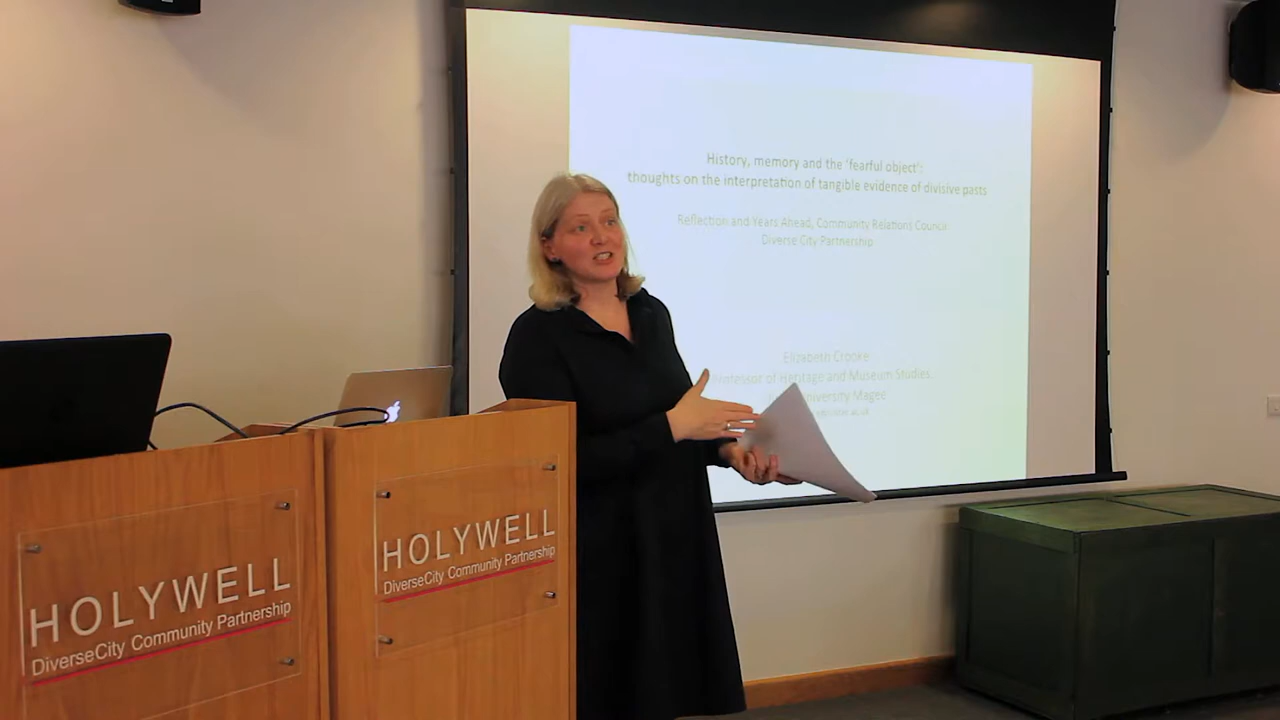 History, memory and the 'fearful object':
thoughts on the interpretation of tangible evidence of divisive pasts
Reflection and Years Ahead, Community Relations Council
Diverse City Partnership
Elizabeth Crooke
Professor of Heritage and Museum Studies
University Magee
HOLYWELL
DiverseCity Community Partnership
HOLYWELL
DiverseCity Community Partnership